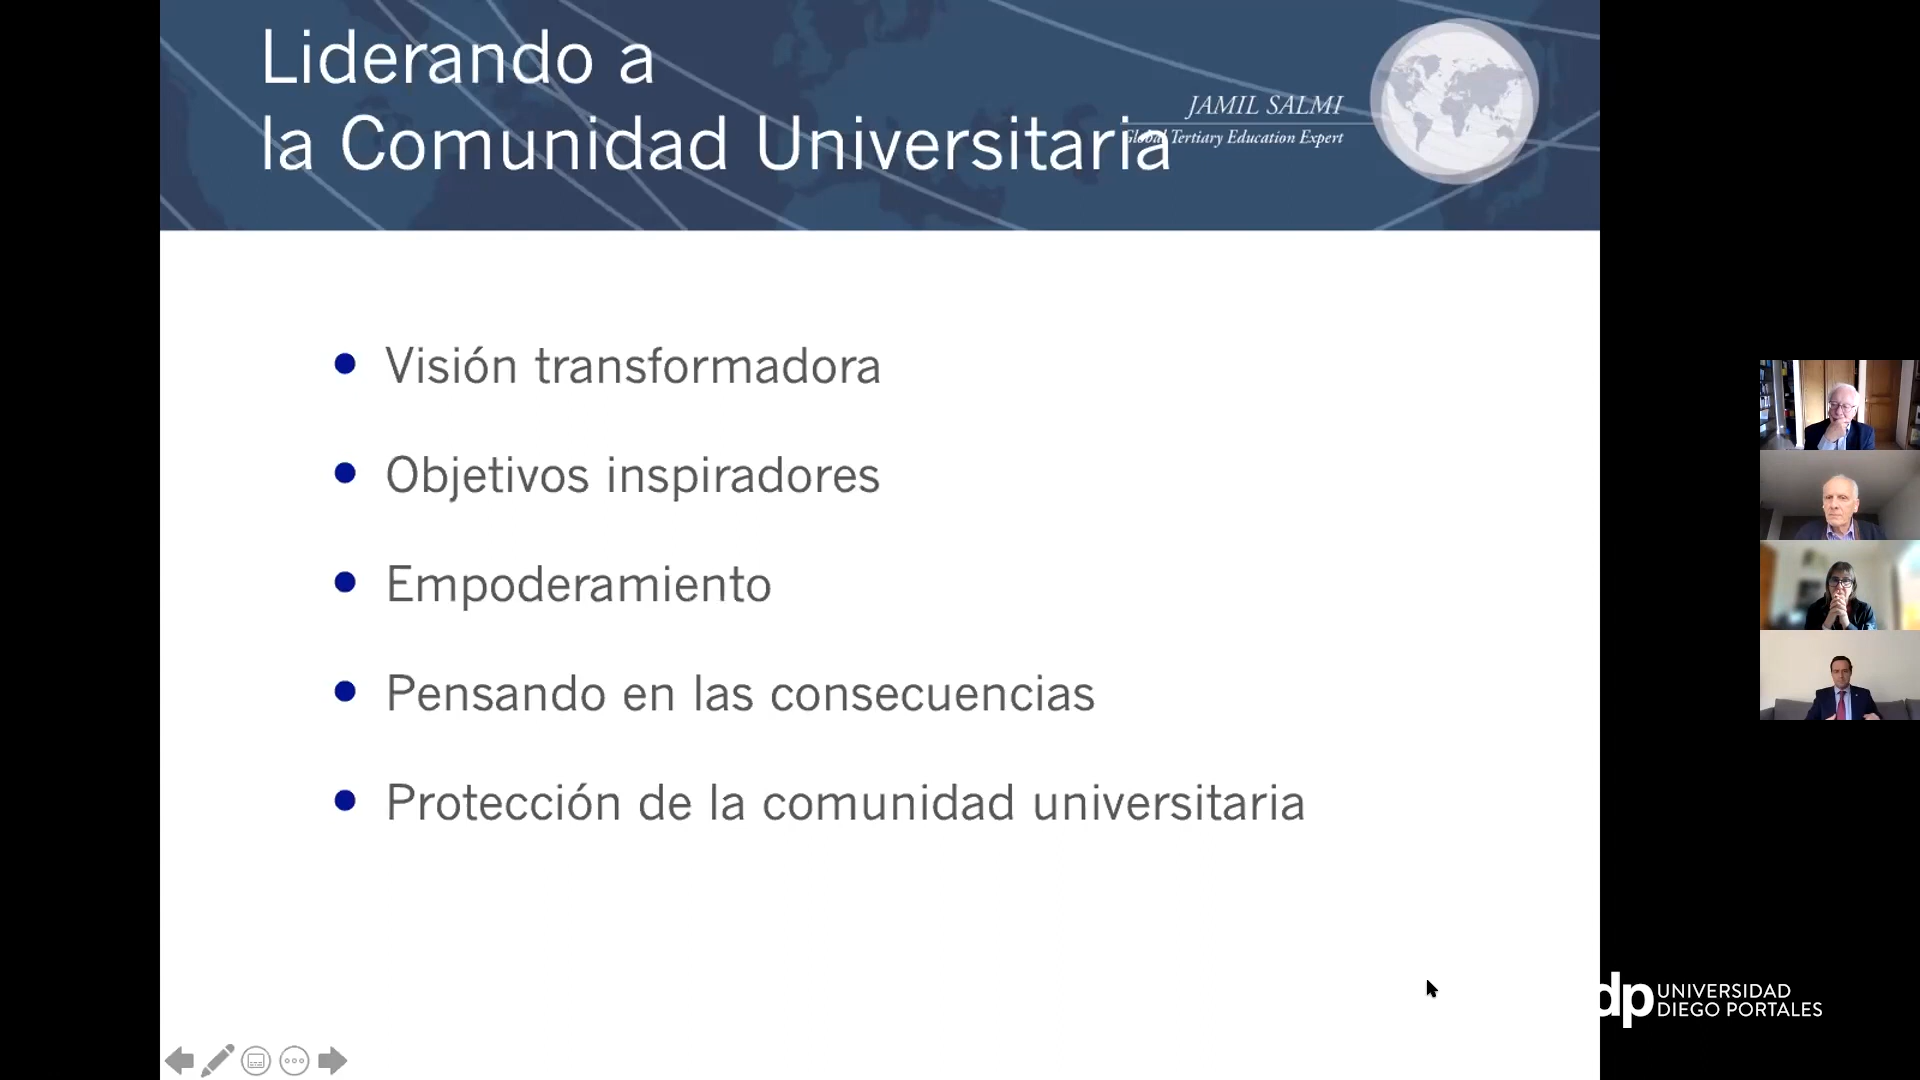 Liderando a
la Comunidad Universitaria
JAMIL SALMI
Global Tertiary Education Expert
Visión transformadora
Objetivos inspiradores
Empoderamiento
Pensando en las consecuencias
Protección de la comunidad universitaria
dp UNIVERSIDAD
DIEGO PORTALES